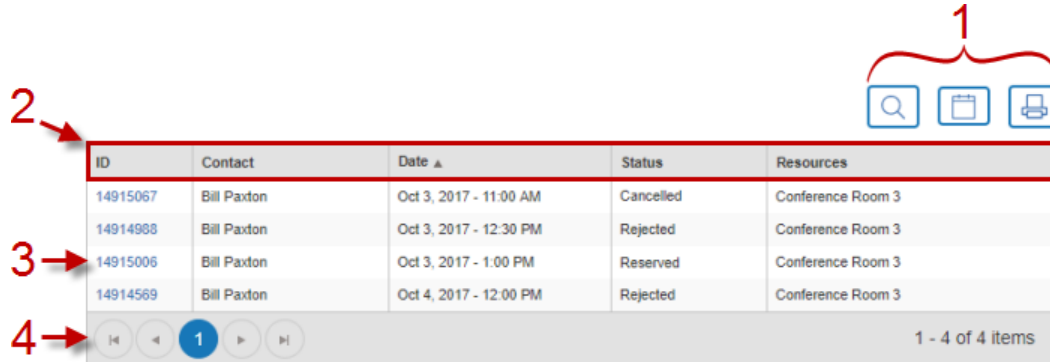 1
2
ID Contact Date ▲ Status Resources
14915067 Bill Paxton Oct 3, 2017 - 11:00 AM Cancelled Conference Room 3
14914988 Bill Paxton Oct 3, 2017 - 12:30 PM Rejected Conference Room 3
3 14915006 Bill Paxton Oct 3, 2017 - 1:00 PM Reserved Conference Room 3
14914569 Bill Paxton Oct 4, 2017 - 12:00 PM Rejected Conference Room 3
4 1 1 - 4 of 4 items